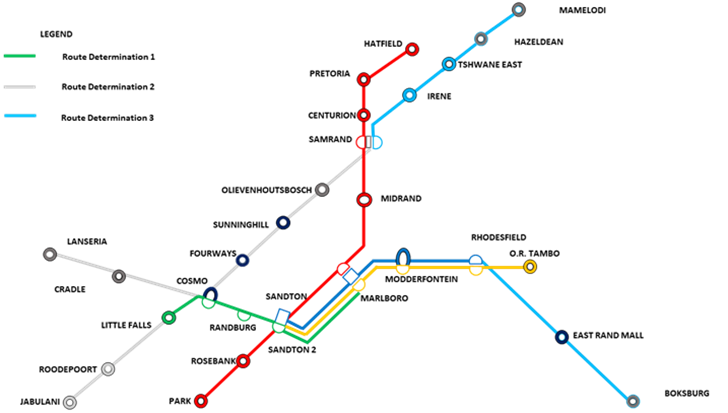 MAMELODI
LEGEND
HATFIELD
HAZELDEAN
Route Determination 1
TSHWANE EAST
PRETORIA
Route Determination 2
IRENE
Route Determination 3
CENTURION
SAMRAND
OLIEVENHOUTSBOSCH
MIDRAND
SUNNINGHILL
LANSERIA
RHODESFIELD
FOURWAYS
O.R. TAMBO
COSMO
MODDERFONTEIN
CRADLE
SANDTON
MARLBORO
LITTLE FALLS
RANDBURG
EAST RAND MALL
SANDTON 2
ROSEBANK
ROODEPOORT
BOKSBURG
JABULANI
PARK